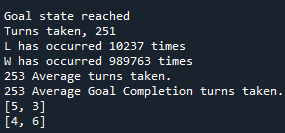 Goal state reached
Turns taken, 251
L has occurred 10237 times
W has occurred 989763 times
253 Average turns taken.
253 Average Goal Completion turns taken.
[5, 3]
[4, 6]